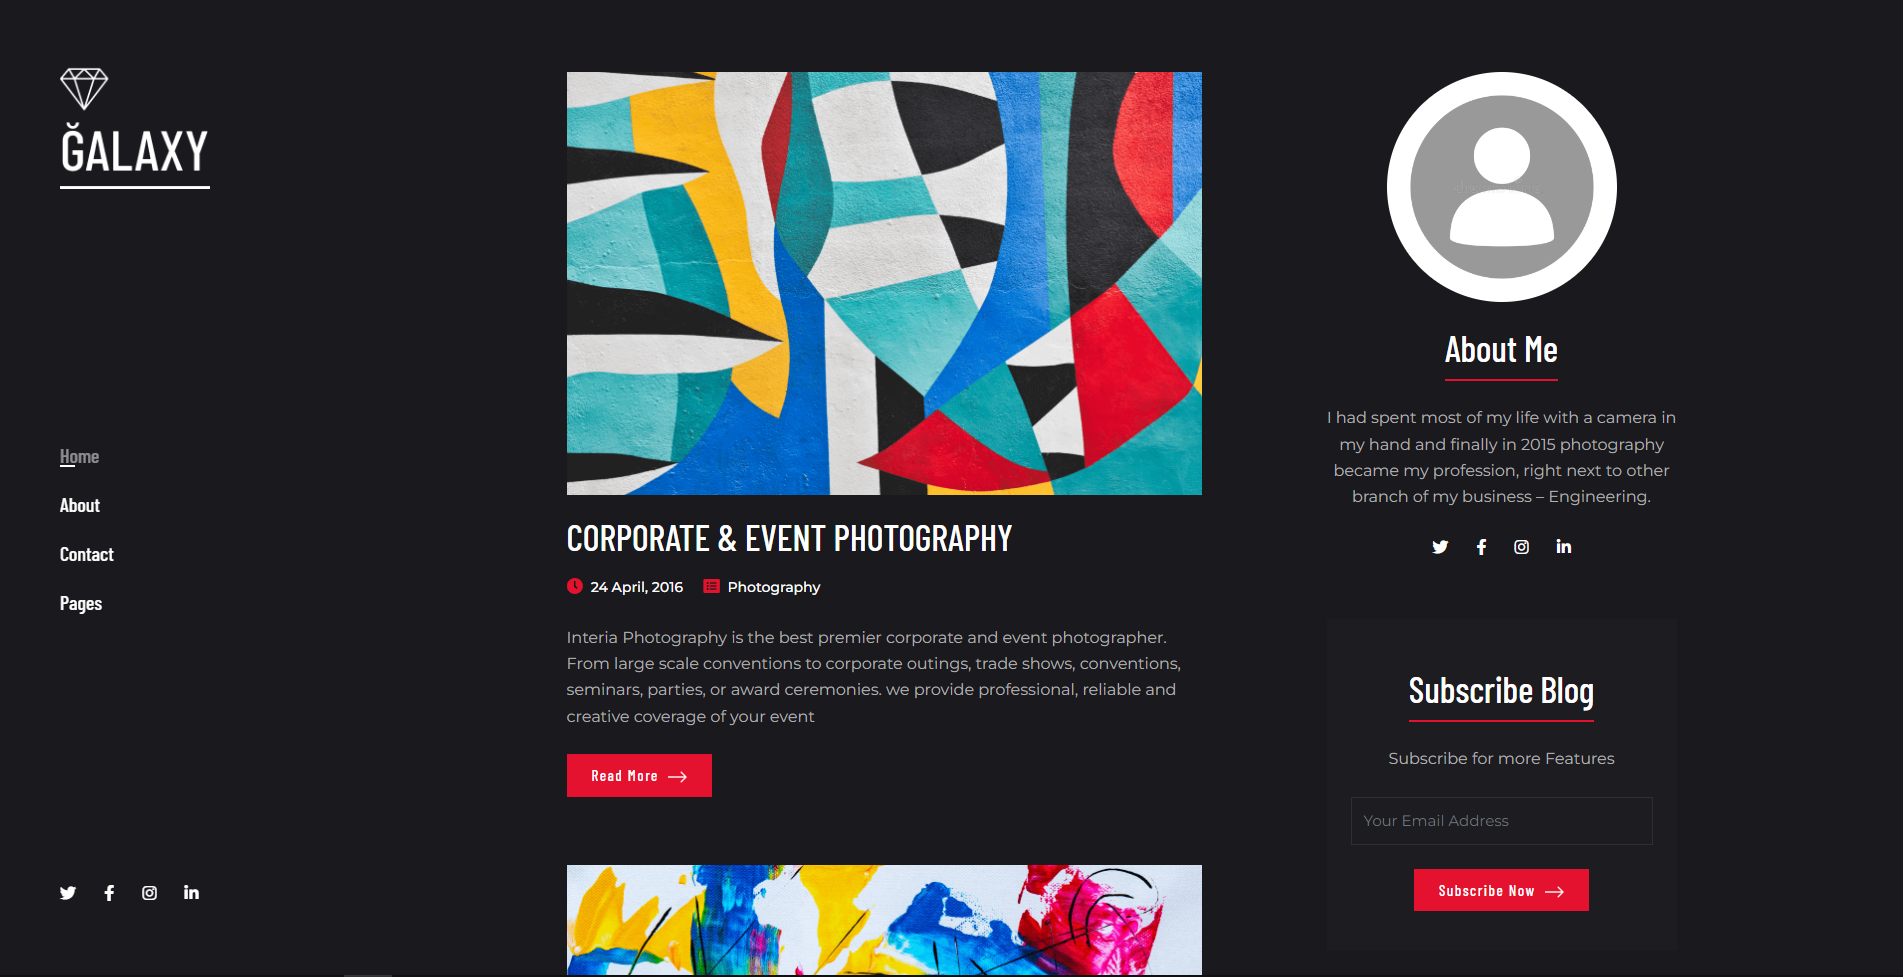 ĞALAXY
Home
About
Contact
Pages
CORPORATE & EVENT PHOTOGRAPHY
24 April, 2016 Photography
Interia Photography is the best premier corporate and event photographer.
From large scale conventions to corporate outings, trade shows, conventions,
seminars, parties, or award ceremonies. we provide professional, reliable and
creative coverage of your event
Read More
About Me
I had spent most of my life with a camera in
my hand and finally in 2015 photography
became my profession, right next to other
branch of my business – Engineering.
Subscribe Blog
Subscribe for more Features
Your Email Address
Subscribe Now